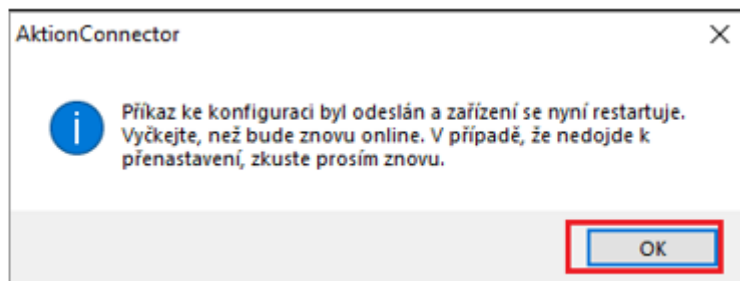 AktionConnector
Příkaz ke konfiguraci byl odeslán a zařízení se nyní restartuje.
Vyčkejte, než bude znovu online. V případě, že nedojde k
přenastavení, zkuste prosím znovu.
OK